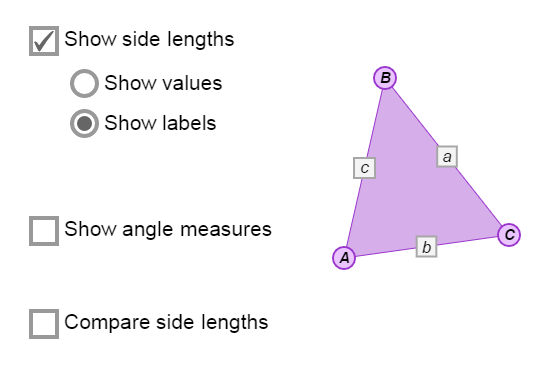 Show side lengths
Show values
Show labels
Show angle measures
Compare side lengths
B
a
c
C
b
A